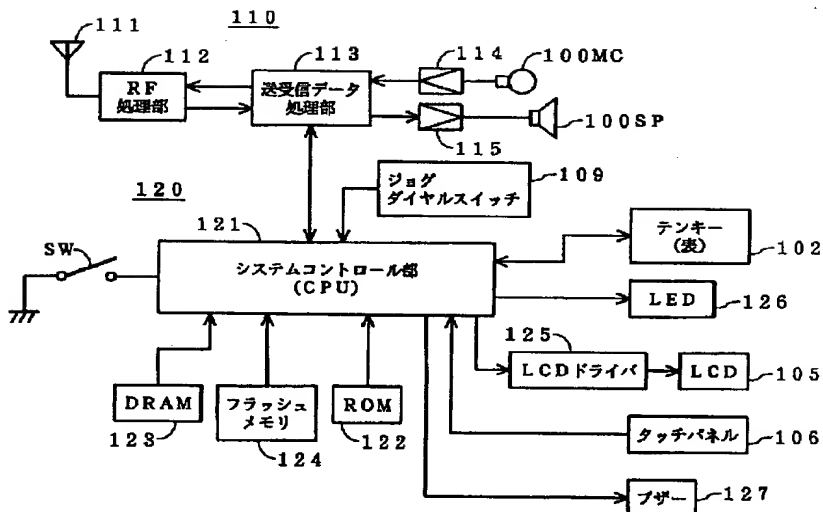 110
111
112
113
114
100MC
RF
処理部
送受信データ
処理部
100SP
115
120
ジョグ
ダイヤルスイッチ
109
121
SW
システムコントロール部
(CPU)
テンキー
(表)
102
LED
126
125
LCDドライバ
LCD
105
DRAM
123
フラッシュ
メモリ
124
ROM
122
タッチパネル
106
ブザー
127